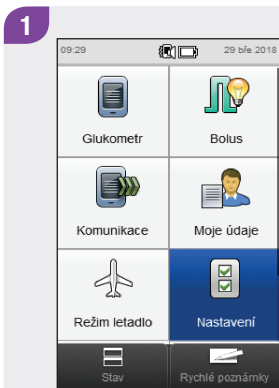 1
09:29 29 bře 2018
Glukometr Bolus
Komunikace Moje údaje
Režim letadlo Nastavení
Stav Rychlé poznámky